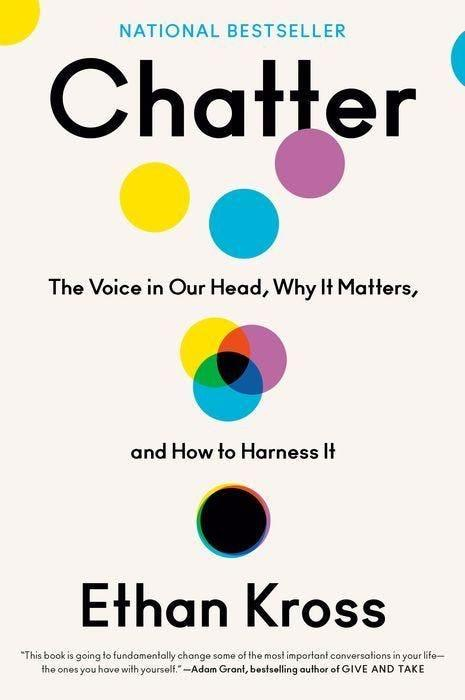 NATIONAL BESTSELLER
Chatter
The Voice in Our Head, Why It Matters,
and How to Harness It
Ethan Kross
“This book is going to fundamentally change some of the most important conversations in your life—
the ones you have with yourself.” —Adam Grant, bestselling author of GIVE AND TAKE